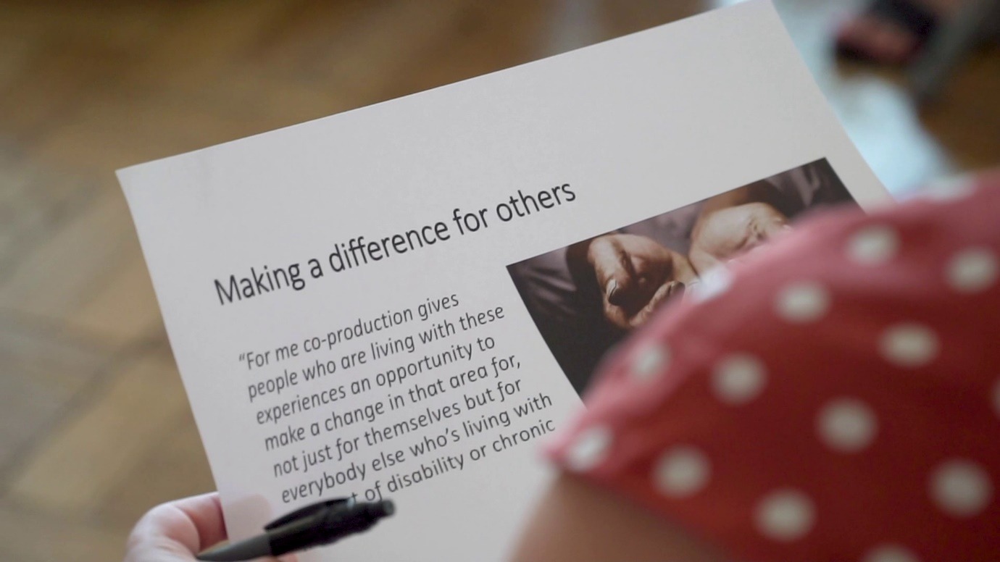 Making a difference for others
“For me co-production gives
people who are living with these
experiences an opportunity to
make a change in that area for,
not just for themselves but for
everybody else who’s living with
of disability or chronic